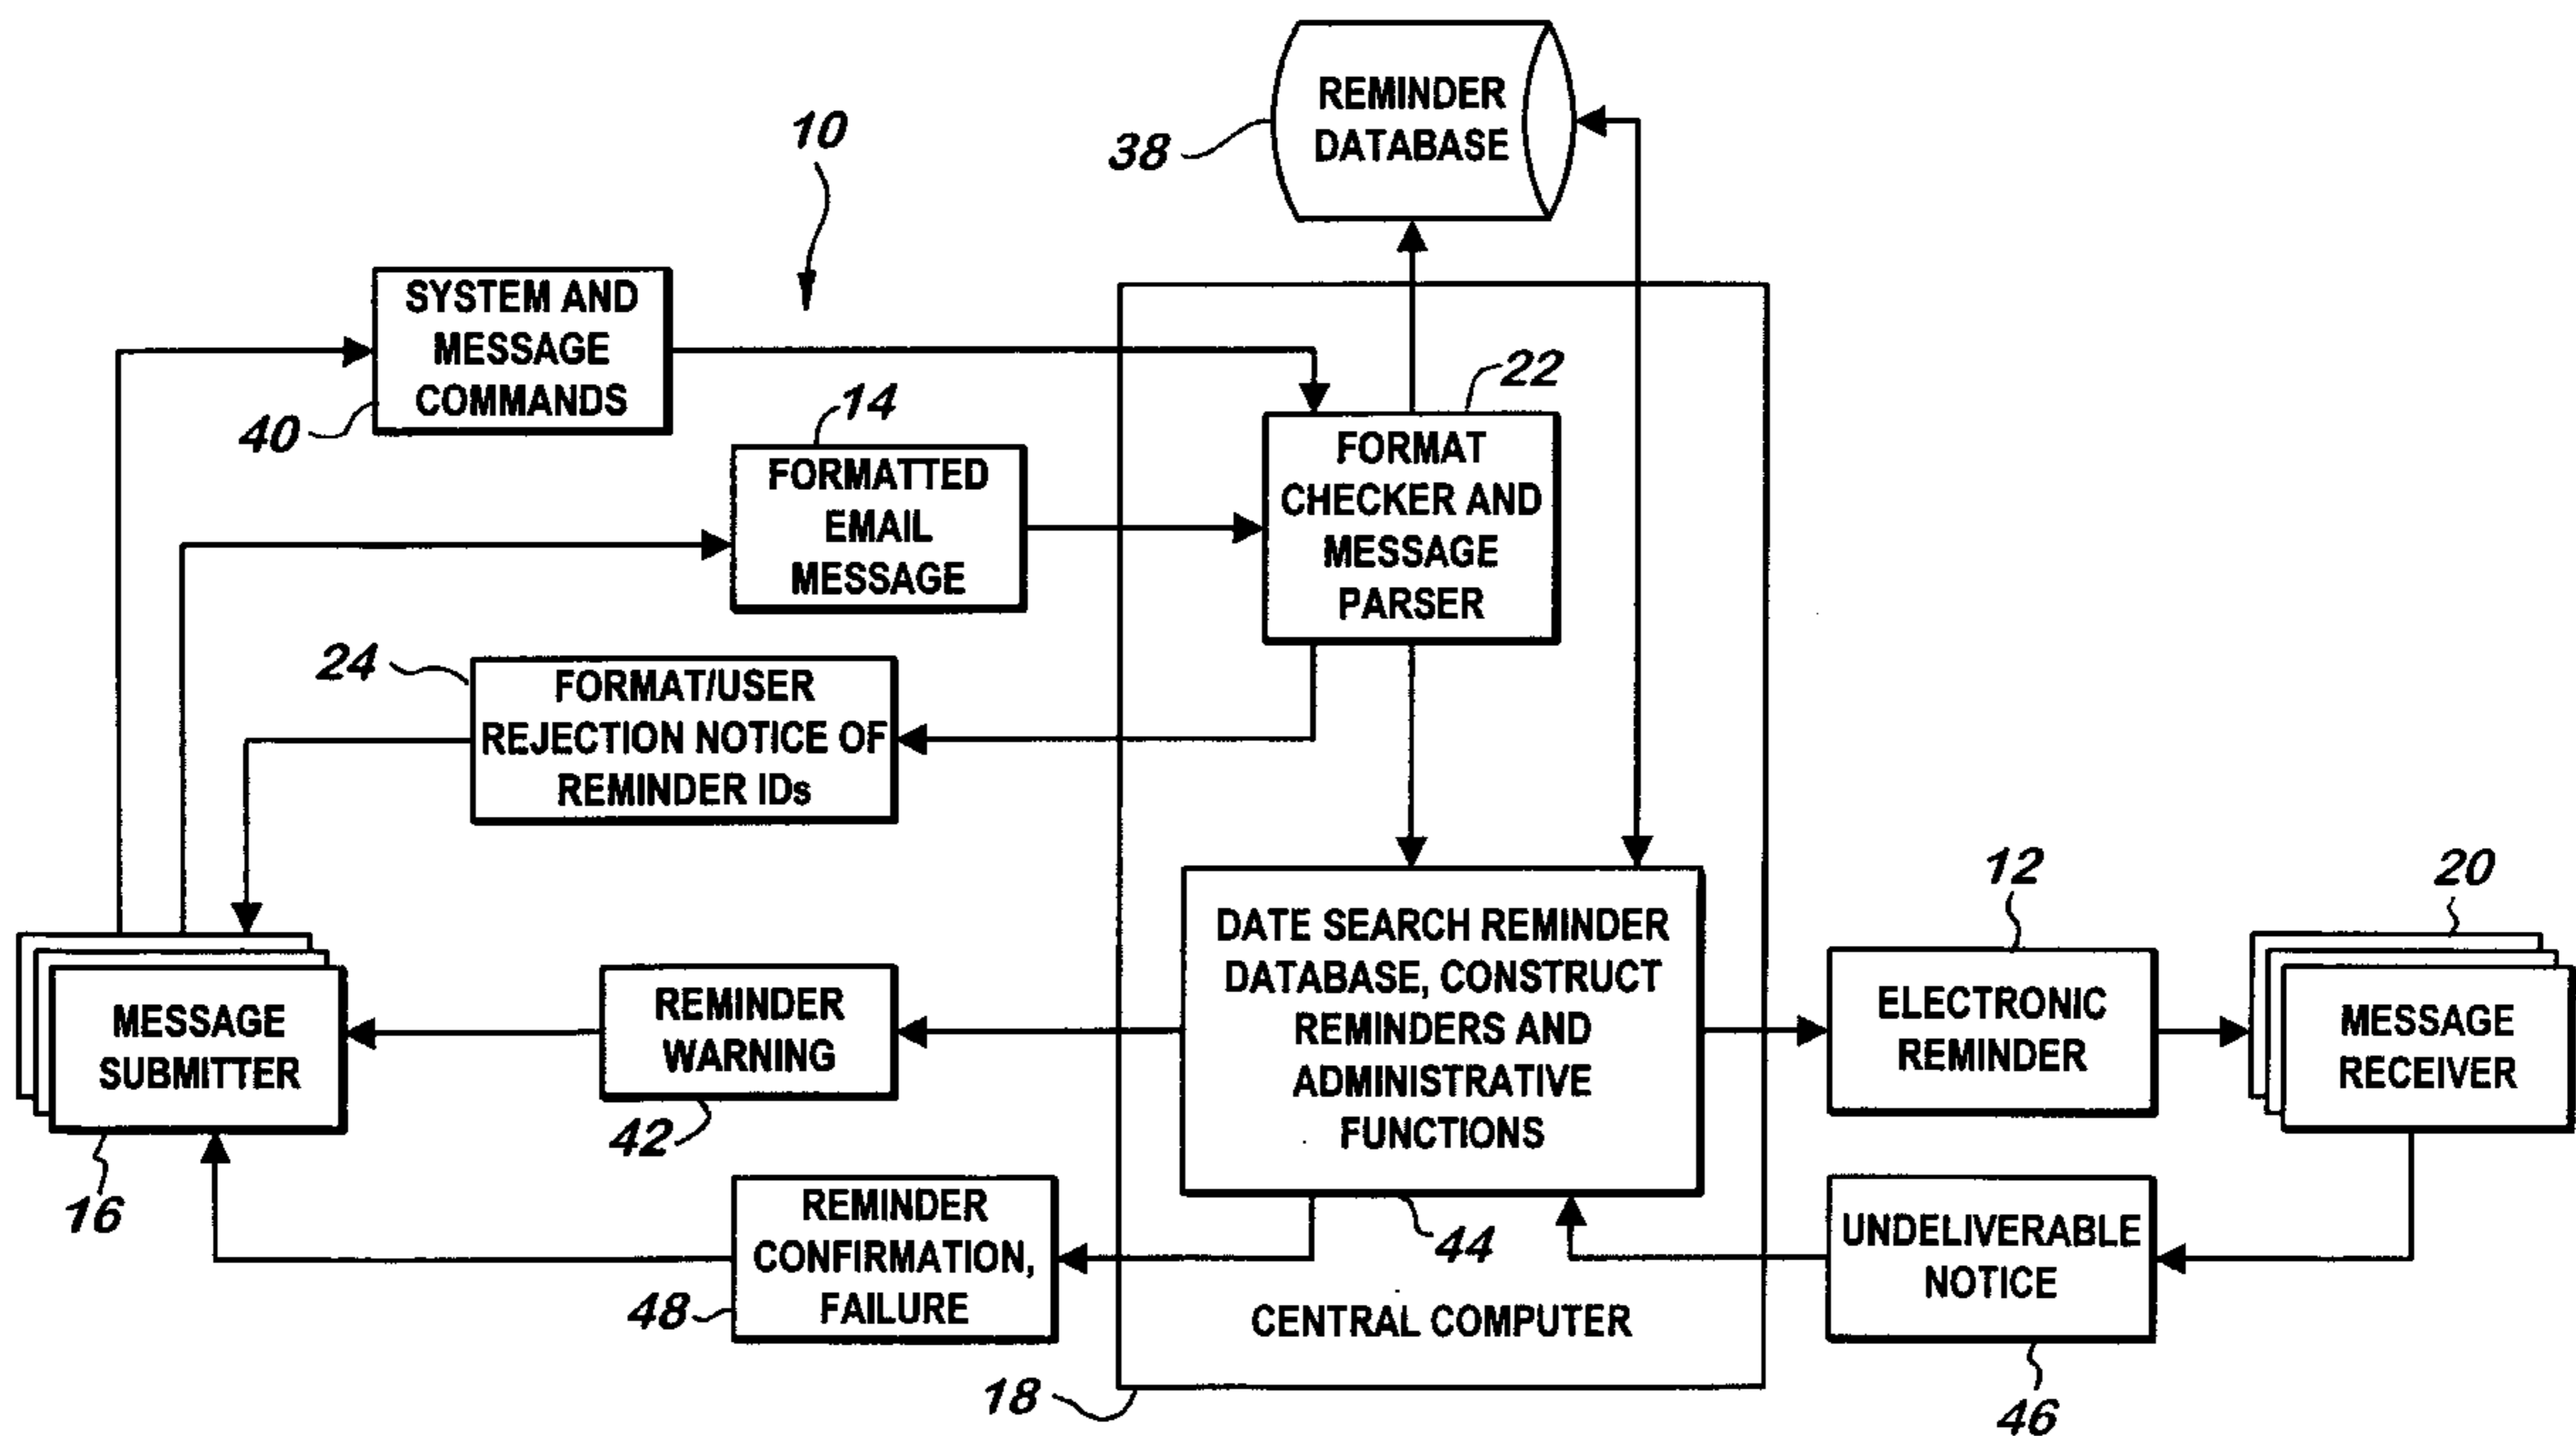 REMINDER
DATABASE
38
10
SYSTEM AND
MESSAGE
COMMANDS
40
14
FORMATTED
EMAIL
MESSAGE
22
FORMAT
CHECKER AND
MESSAGE
PARSER
24
FORMAT/USER
REJECTION NOTICE OF
REMINDER IDs
MESSAGE
SUBMITTER
16
REMINDER
WARNING
42
DATE SEARCH REMINDER
DATABASE, CONSTRUCT
REMINDERS AND
ADMINISTRATIVE
FUNCTIONS
44
12
ELECTRONIC
REMINDER
20
MESSAGE
RECEIVER
REMINDER
CONFIRMATION,
FAILURE
48
CENTRAL COMPUTER
18
UNDELIVERABLE
NOTICE
46